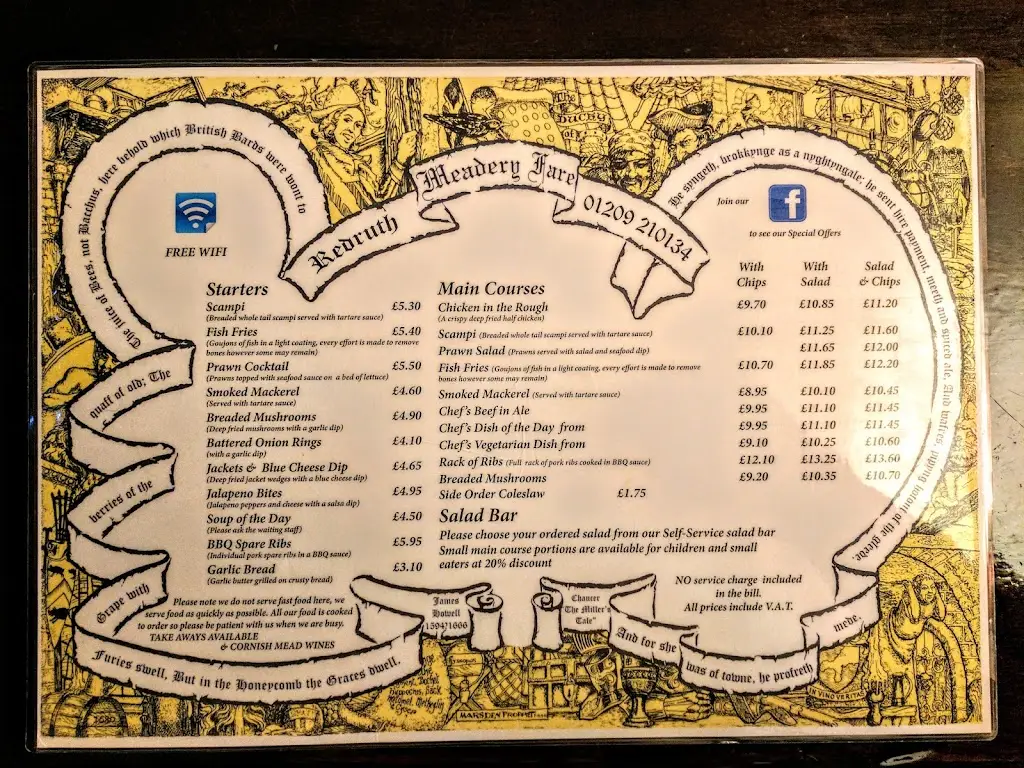 Meadery Fare
Redruth
01209 210134
The juice of Bees, not Bacchus, here behold which British Bards were wont to
quaff of old; The
berries of the
Grape with
Furies swell, But in the Honeycomb the Graces dwell.
James
Howell
1594/1666
He syngeth, brokkynge as a nyghtyngale; he sent hire pyment, meeth and spiced ale, And walfres, pipyng hotout of the gleede
And for she
was of towne, he profreth
mede.
Chaucer
"The Miller's
Tale"
FREE WIFI
Join our
f
to see our Special Offers
Starters
Scampi £5.30
(Breaded whole tail scampi served with tartare sauce)
Fish Fries £5.40
(Goujons of fish in a light coating, every effort is made to remove
bones however some may remain)
Prawn Cocktail £5.50
(Prawns topped with seafood sauce on a bed of lettuce)
Smoked Mackerel £4.60
(Served with tartare sauce)
Breaded Mushrooms £4.90
(Deep fried mushrooms with a garlic dip)
Battered Onion Rings £4.10
(with a garlic dip)
Jackets & Blue Cheese Dip £4.65
(Deep fried jacket wedges with a blue cheese dip)
Jalapeno Bites £4.95
(Jalapeno peppers and cheese with a salsa dip)
Soup of the Day £4.50
(Please ask the waiting staff)
BBQ Spare Ribs £5.95
(Individual pork spare ribs in a BBQ sauce)
Garlic Bread £3.10
(Garlic butter grilled on crusty bread)
Please note we do not serve fast food here, we
serve food as quickly as possible. All our food is cooked
to order so please be patient with us when we are busy.
TAKE AWAYS AVAILABLE
& CORNISH MEAD WINES
With With Salad
Chips Salad & Chips
Main Courses
Chicken in the Rough £9.70 £10.85 £11.20
(A crispy deep fried half chicken)
Scampi (Breaded whole tail scampi served with tartare sauce) £10.10 £11.25 £11.60
Prawn Salad (Prawns served with salad and seafood dip) £11.65 £12.00
Fish Fries (Goujons of fish in a light coating, every effort is made to remove £10.70 £11.85 £12.20
bones however some may remain)
Smoked Mackerel (Served with tartare sauce) £8.95 £10.10 £10.45
Chef's Beef in Ale £9.95 £11.10 £11.45
Chef's Dish of the Day from £9.95 £11.10 £11.45
Chef's Vegetarian Dish from £9.10 £10.25 £10.60
Rack of Ribs (Full rack of pork ribs cooked in BBQ sauce) £12.10 £13.25 £13.60
Breaded Mushrooms £9.20 £10.35 £10.70
Side Order Coleslaw £1.75
Salad Bar
Please choose your ordered salad from our Self-Service salad bar
Small main course portions are available for children and small
eaters at 20% discount
NO service charge included
in the bill.
All prices include V.A.T.
DUCHY
OF
IN VINO VERITAS